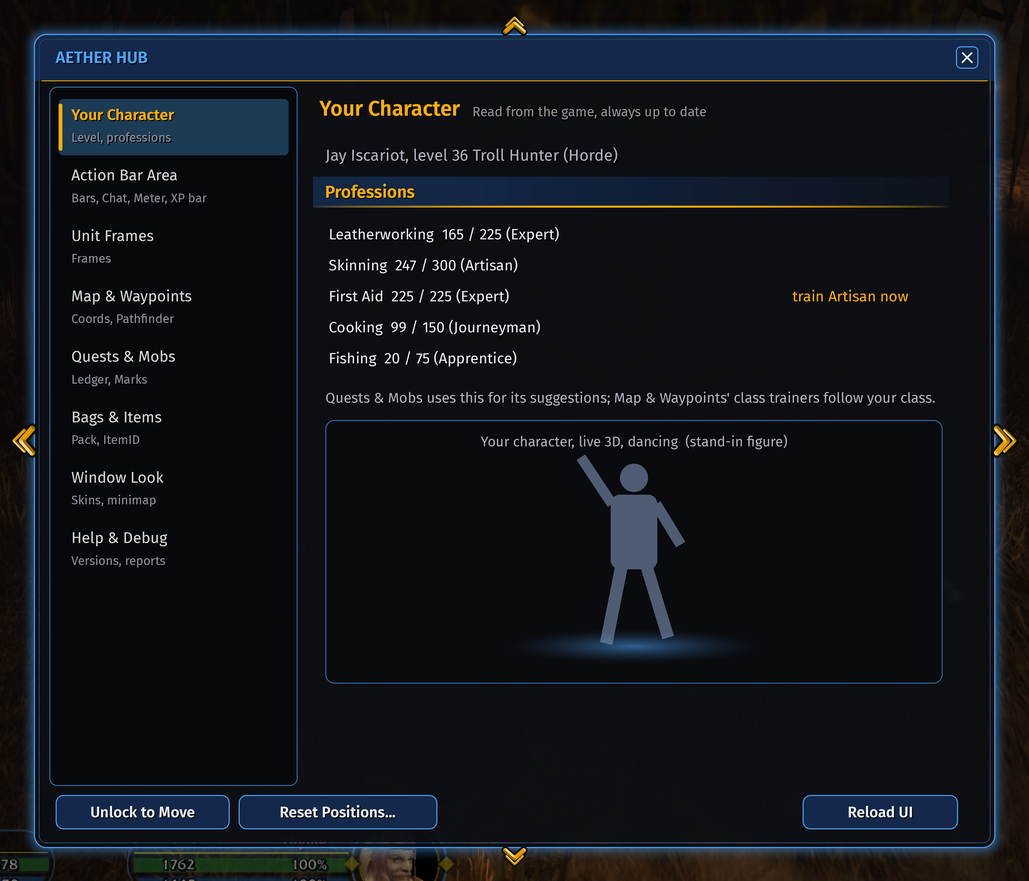 AETHER HUB
Your Character
Level, professions
Action Bar Area
Bars, Chat, Meter, XP bar
Unit Frames
Frames
Map & Waypoints
Coords, Pathfinder
Quests & Mobs
Ledger, Marks
Bags & Items
Pack, ItemID
Window Look
Skins, minimap
Help & Debug
Versions, reports
Your Character Read from the game, always up to date
Jay Iscariot, level 36 Troll Hunter (Horde)
Professions
Leatherworking 165 / 225 (Expert)
Skinning 247 / 300 (Artisan)
First Aid 225 / 225 (Expert) train Artisan now
Cooking 99 / 150 (Journeyman)
Fishing 20 / 75 (Apprentice)
Quests & Mobs uses this for its suggestions; Map & Waypoints' class trainers follow your class.
Your character, live 3D, dancing (stand-in figure)
Unlock to Move
Reset Positions...
Reload UI
78 1762 100%